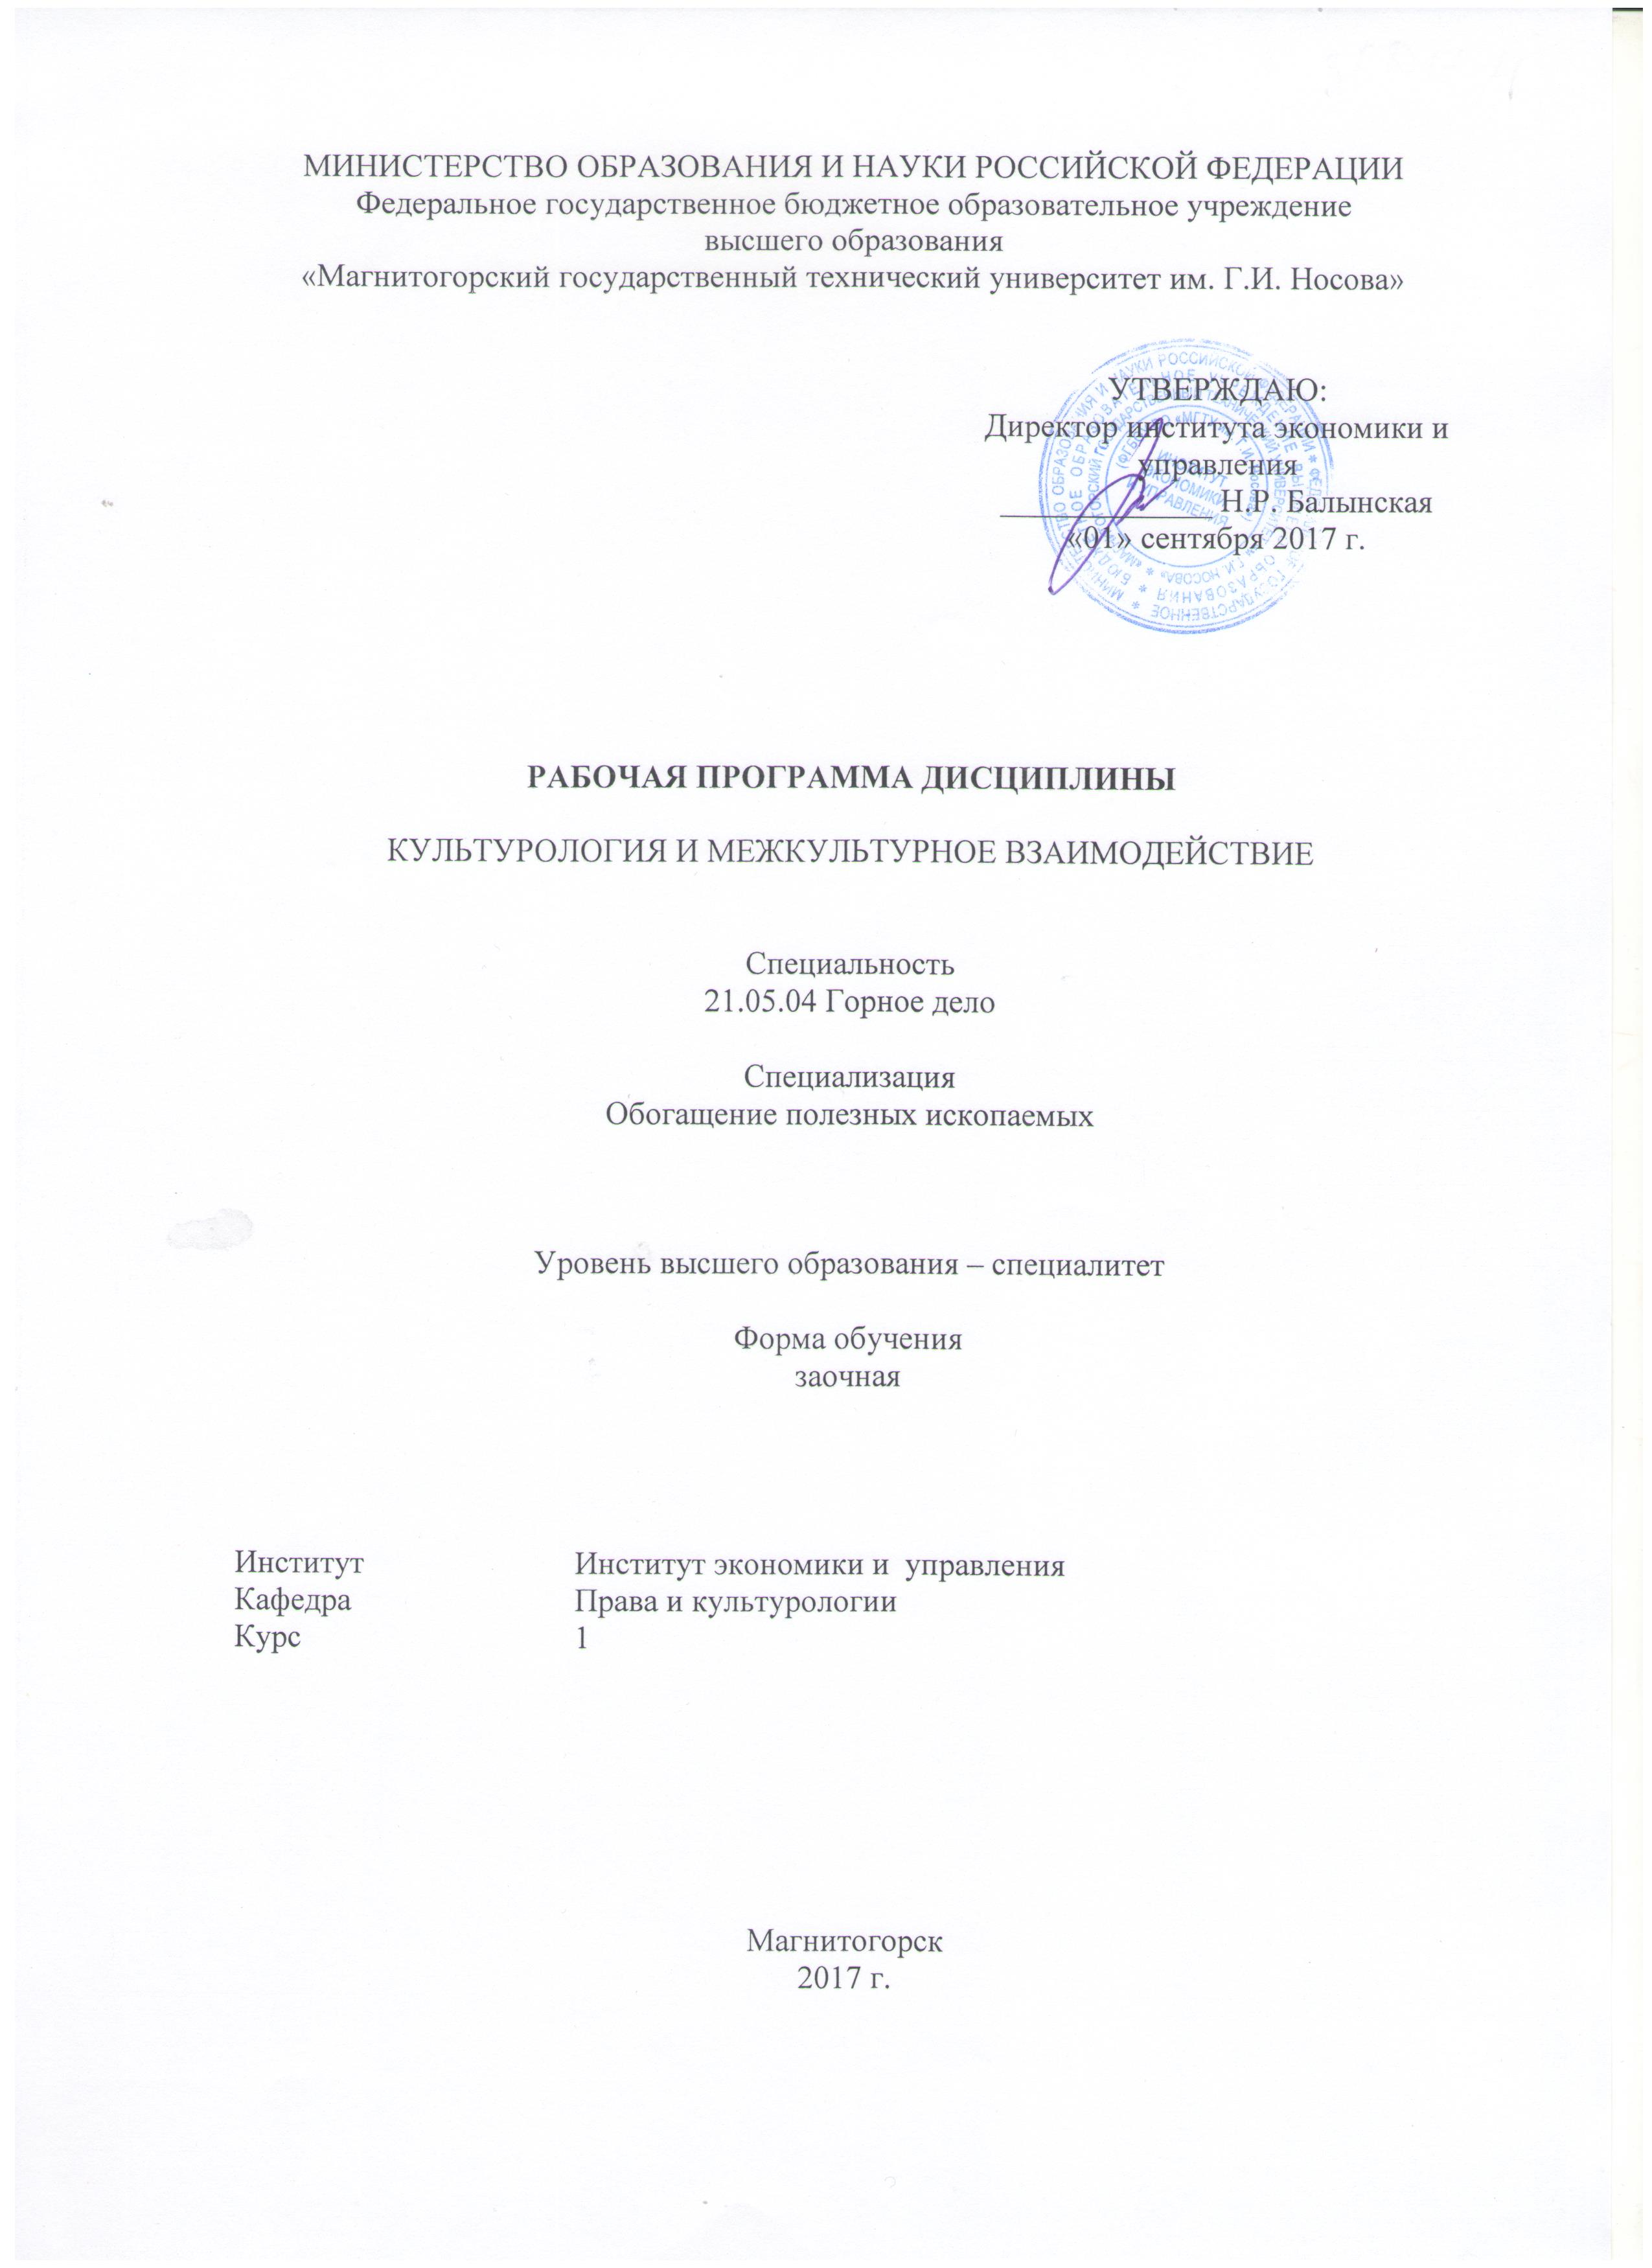 МИНИСТЕРСТВО ОБРАЗОВАНИЯ И НАУКИ РОССИЙСКОЙ ФЕДЕРАЦИИ
Федеральное государственное бюджетное образовательное учреждение
высшего образования
«Магнитогорский государственный технический университет им. Г.И. Носова»
УТВЕРЖДАЮ:
Директор института экономики и
управления
Н.Р. Балынская
«01» сентября 2017 г.
ИНСТИТУТ
ЭКОНОМИКИ
И УПРАВЛЕНИЯ
РАБОЧАЯ ПРОГРАММА ДИСЦИПЛИНЫ
КУЛЬТУРОЛОГИЯ И МЕЖКУЛЬТУРНОЕ ВЗАИМОДЕЙСТВИЕ
Специальность
21.05.04 Горное дело
Специализация
Обогащение полезных ископаемых
Уровень высшего образования – специалитет
Форма обучения
заочная
Институт Институт экономики и управления
Кафедра Права и культурологии
Курс 1
Магнитогорск
2017 г.